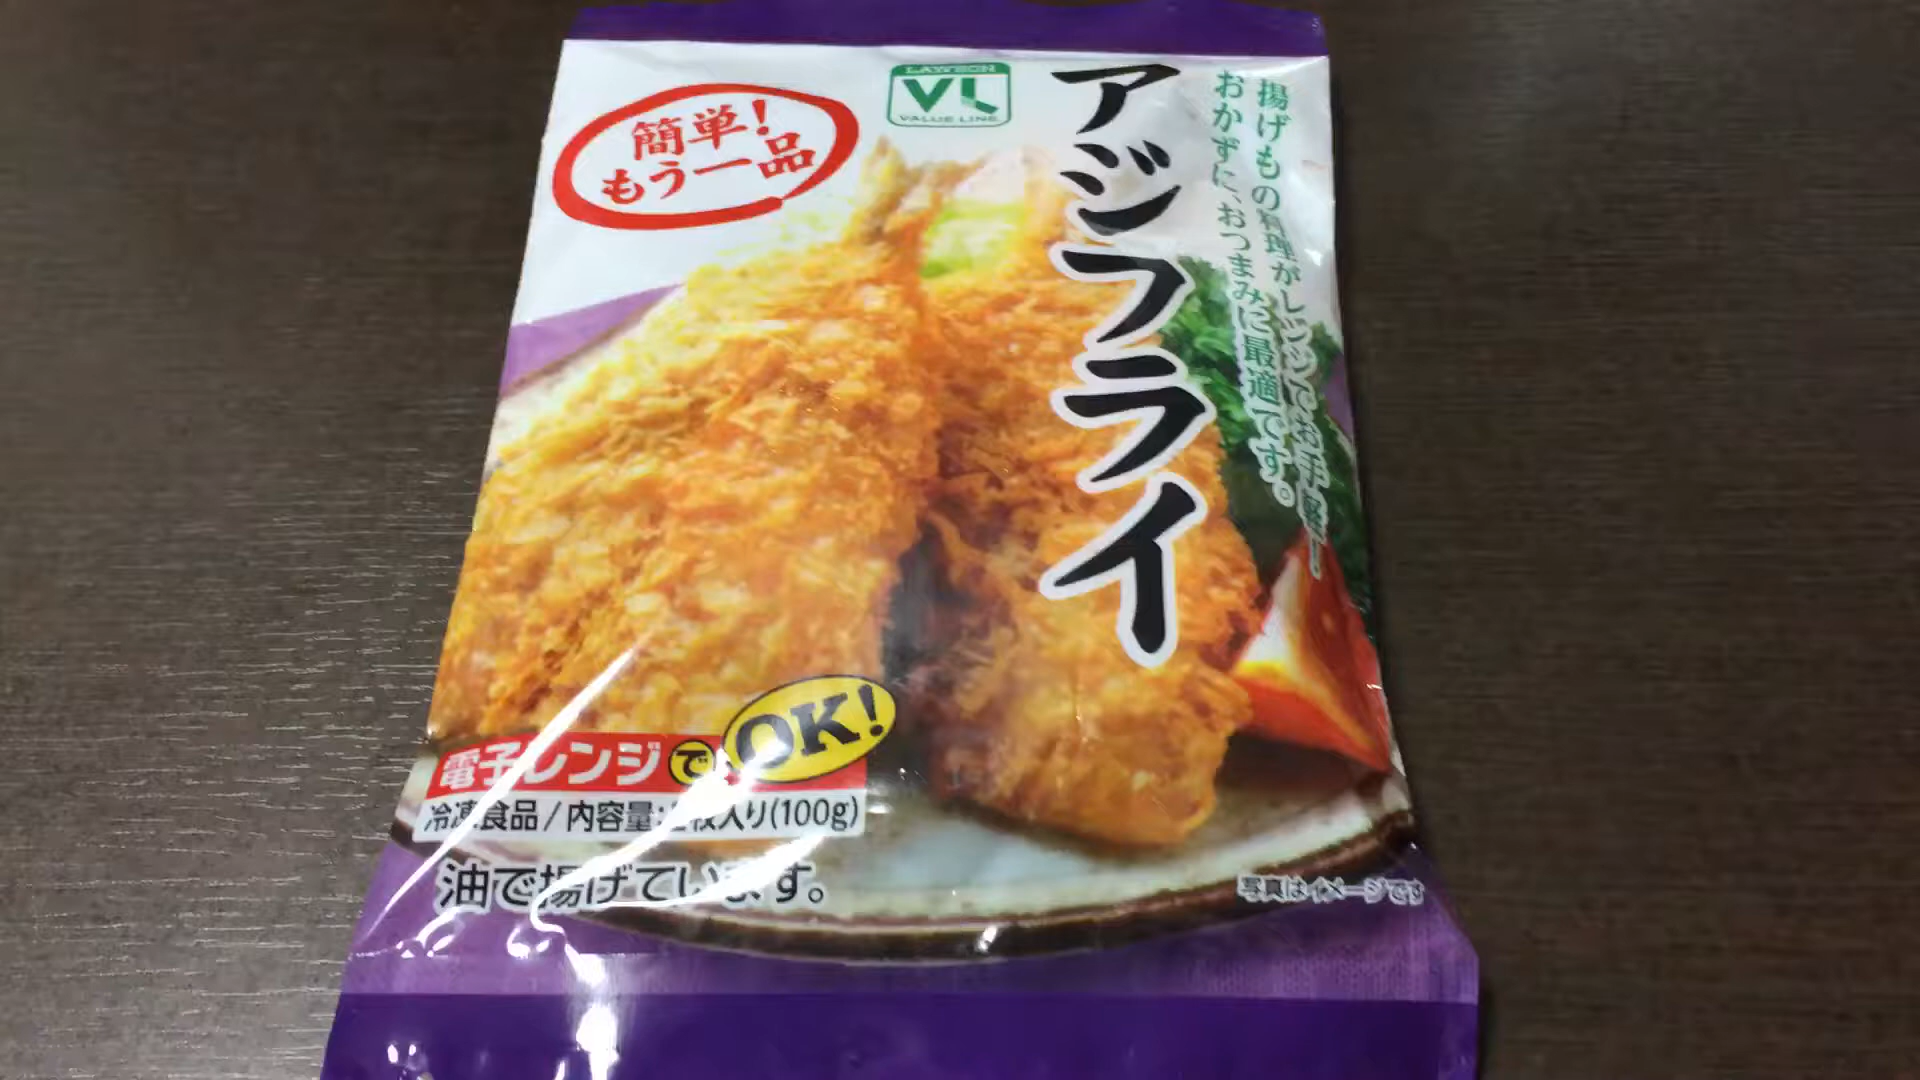 簡単!
もう一品
LAWSON
VL
VALUE LINE
アジフライ
揚げもの料理がレンジでお手軽!
おかずに、おつまみに最適です。
電子レンジでOK!
冷凍食品/内容量:2枚入り(100g)
油で揚げています。
写真はイメージです